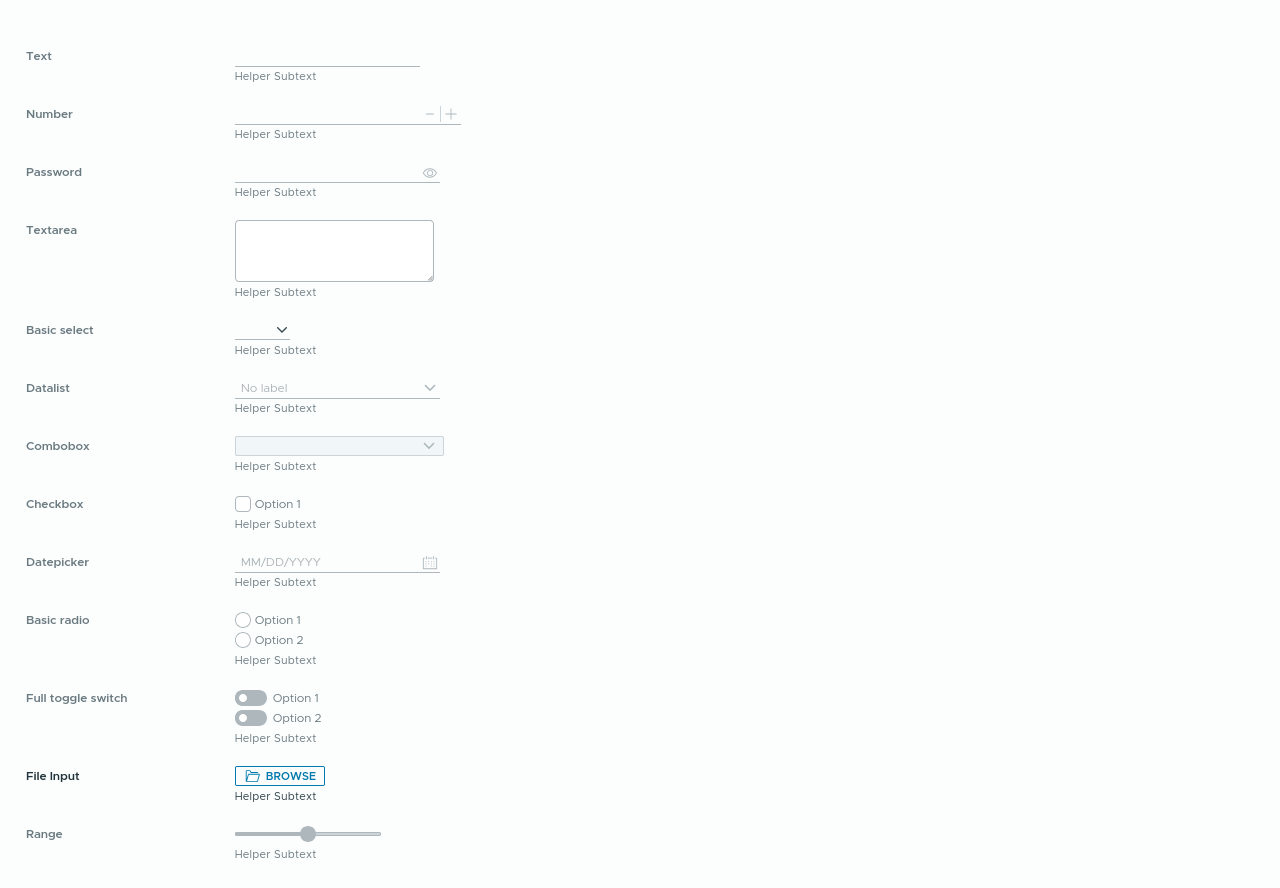 Text
Helper Subtext
Number
Helper Subtext
Password
Helper Subtext
Textarea
Helper Subtext
Basic select
Helper Subtext
Datalist
No label
Helper Subtext
Combobox
Helper Subtext
Checkbox
Option 1
Helper Subtext
Datepicker
MM/DD/YYYY
Helper Subtext
Basic radio
Option 1
Option 2
Helper Subtext
Full toggle switch
Option 1
Option 2
Helper Subtext
File Input
BROWSE
Helper Subtext
Range
Helper Subtext